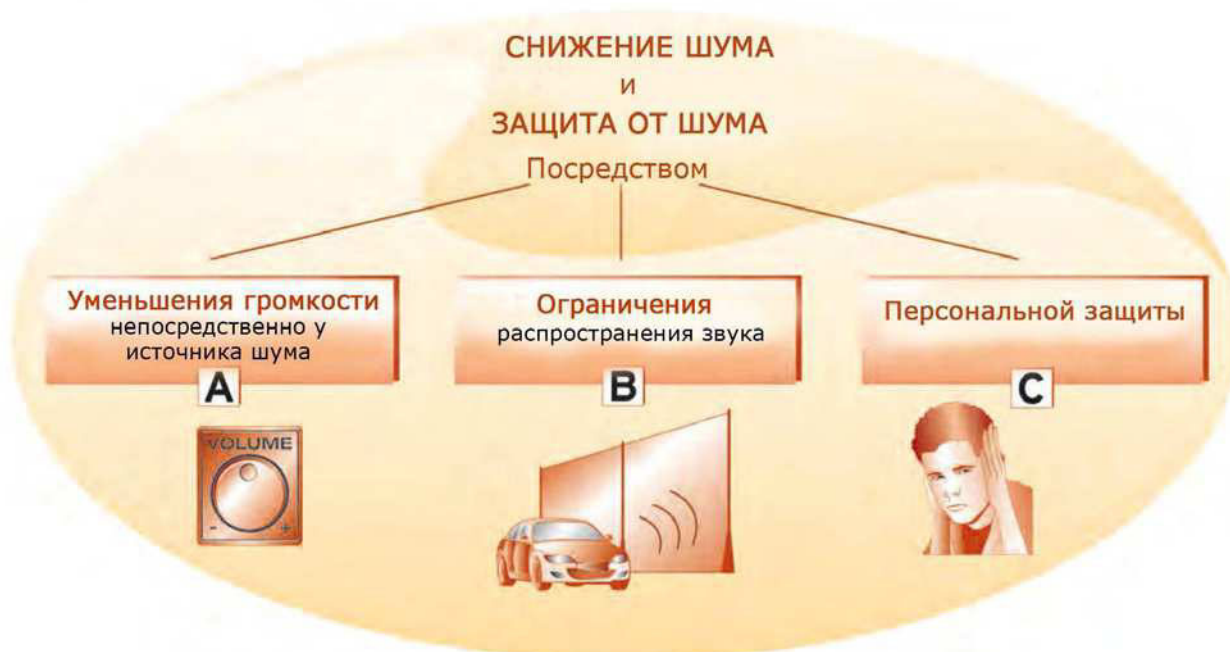 СНИЖЕНИЕ ШУМА
и
ЗАЩИТА ОТ ШУМА
Посредством
Уменьшения громкости
непосредственно у
источника шума
A
VOLUME
- +
Ограничения
распространения звука
B
Персональной защиты
C